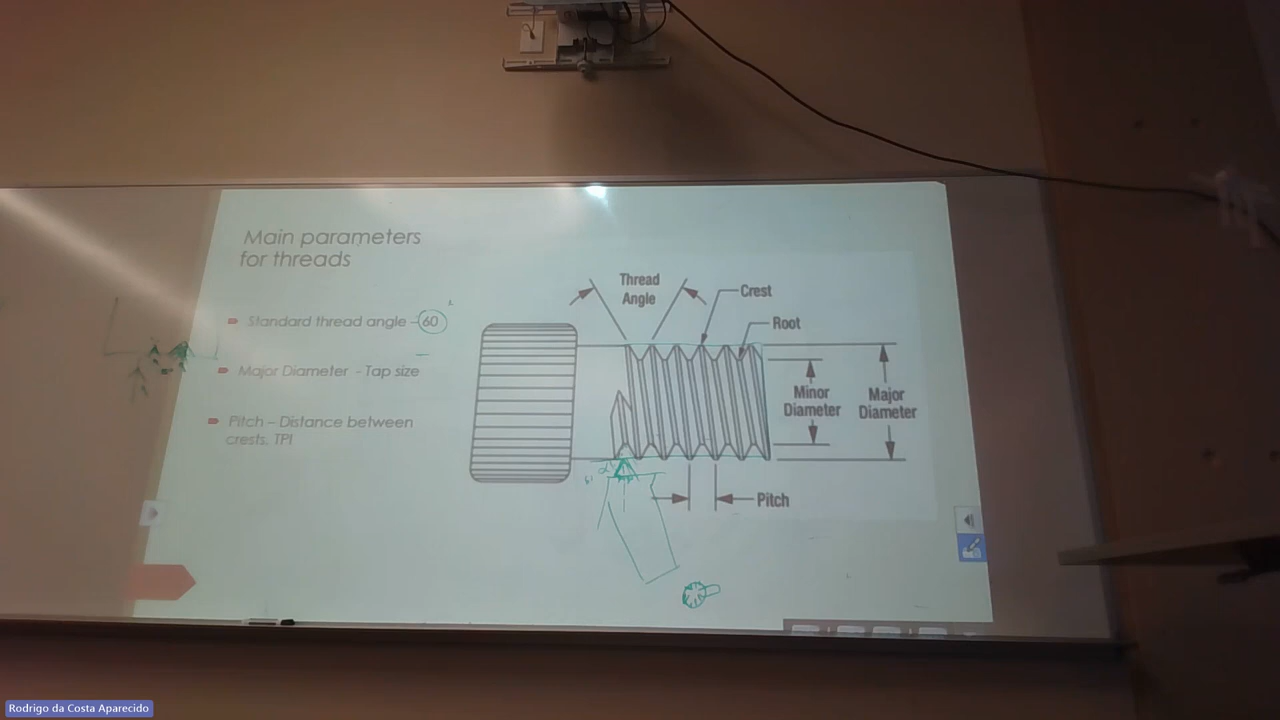 Main parameters
for threads
Standard thread angle – 60
Major Diameter - Tap size
Pitch – Distance between
crests. TPI
Thread
Angle
Crest
Root
Minor
Diameter
Major
Diameter
Pitch
Rodrigo da Costa Aparecido